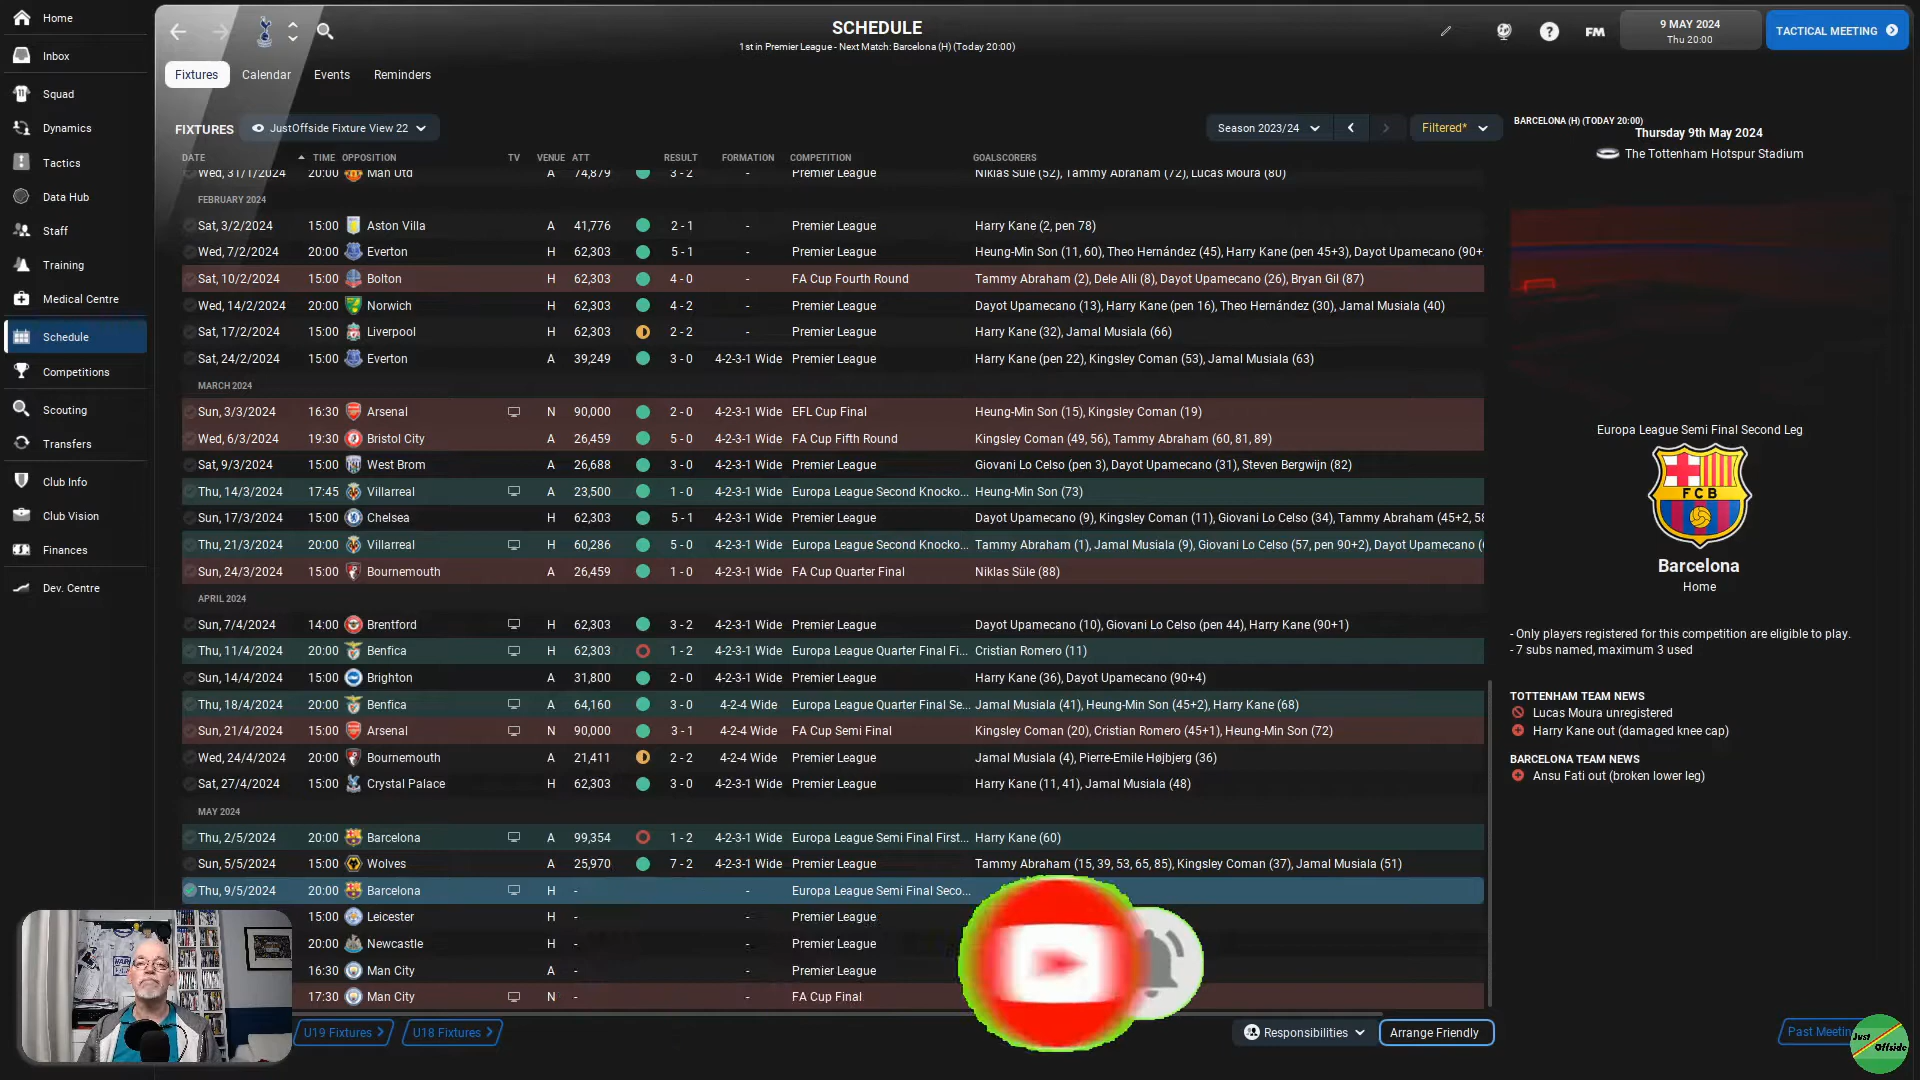 Home
Inbox
Squad
Dynamics
Tactics
Data Hub
Staff
Training
Medical Centre
Schedule
Competitions
Scouting
Transfers
Club Info
Club Vision
Finances
Dev. Centre
SCHEDULE
1st in Premier League - Next Match: Barcelona (H) (Today 20:00)
FM
9 MAY 2024
Thu 20:00
TACTICAL MEETING
Fixtures Calendar Events Reminders
FIXTURES JustOffside Fixture View 22 Season 2023/24 Filtered*
DATE TIME OPPOSITION TV VENUE ATT RESULT FORMATION COMPETITION GOALSCORERS
Wed, 31/1/2024 20:00 Man Utd A 74,879 3 - 2 - Premier League Niklas Süle (52), Tammy Abraham (72), Lucas Moura (80)
FEBRUARY 2024
Sat, 3/2/2024 15:00 Aston Villa A 41,776 2 - 1 - Premier League Harry Kane (2, pen 78)
Wed, 7/2/2024 20:00 Everton H 62,303 5 - 1 - Premier League Heung-Min Son (11, 60), Theo Hernández (45), Harry Kane (pen 45+3), Dayot Upamecano (90+
Sat, 10/2/2024 15:00 Bolton H 62,303 4 - 0 - FA Cup Fourth Round Tammy Abraham (2), Dele Alli (8), Dayot Upamecano (26), Bryan Gil (87)
Wed, 14/2/2024 20:00 Norwich H 62,303 4 - 2 - Premier League Dayot Upamecano (13), Harry Kane (pen 16), Theo Hernández (30), Jamal Musiala (40)
Sat, 17/2/2024 15:00 Liverpool H 62,303 2 - 2 - Premier League Harry Kane (32), Jamal Musiala (66)
Sat, 24/2/2024 15:00 Everton A 39,249 3 - 0 4-2-3-1 Wide Premier League Harry Kane (pen 22), Kingsley Coman (53), Jamal Musiala (63)
MARCH 2024
Sun, 3/3/2024 16:30 Arsenal N 90,000 2 - 0 4-2-3-1 Wide EFL Cup Final Heung-Min Son (15), Kingsley Coman (19)
Wed, 6/3/2024 19:30 Bristol City A 26,459 5 - 0 4-2-3-1 Wide FA Cup Fifth Round Kingsley Coman (49, 56), Tammy Abraham (60, 81, 89)
Sat, 9/3/2024 15:00 West Brom A 26,688 3 - 0 4-2-3-1 Wide Premier League Giovani Lo Celso (pen 3), Dayot Upamecano (31), Steven Bergwijn (82)
Thu, 14/3/2024 17:45 Villarreal A 23,500 1 - 0 4-2-3-1 Wide Europa League Second Knocko... Heung-Min Son (73)
Sun, 17/3/2024 15:00 Chelsea H 62,303 5 - 1 4-2-3-1 Wide Premier League Dayot Upamecano (9), Kingsley Coman (11), Giovani Lo Celso (34), Tammy Abraham (45+2, 58
Thu, 21/3/2024 20:00 Villarreal H 60,286 5 - 0 4-2-3-1 Wide Europa League Second Knocko... Tammy Abraham (1), Jamal Musiala (9), Giovani Lo Celso (57, pen 90+2), Dayot Upamecano (
Sun, 24/3/2024 15:00 Bournemouth A 26,459 1 - 0 4-2-3-1 Wide FA Cup Quarter Final Niklas Süle (88)
APRIL 2024
Sun, 7/4/2024 14:00 Brentford H 62,303 3 - 2 4-2-3-1 Wide Premier League Dayot Upamecano (10), Giovani Lo Celso (pen 44), Harry Kane (90+1)
Thu, 11/4/2024 20:00 Benfica H 62,303 1 - 2 4-2-3-1 Wide Europa League Quarter Final Fi... Cristian Romero (11)
Sun, 14/4/2024 15:00 Brighton A 31,800 2 - 0 4-2-3-1 Wide Premier League Harry Kane (36), Dayot Upamecano (90+4)
Thu, 18/4/2024 20:00 Benfica A 64,160 3 - 0 4-2-4 Wide Europa League Quarter Final Se... Jamal Musiala (41), Heung-Min Son (45+2), Harry Kane (68)
Sun, 21/4/2024 15:00 Arsenal N 90,000 3 - 1 4-2-4 Wide FA Cup Semi Final Kingsley Coman (20), Cristian Romero (45+1), Heung-Min Son (72)
Wed, 24/4/2024 20:00 Bournemouth A 21,411 2 - 2 4-2-4 Wide Premier League Jamal Musiala (4), Pierre-Emile Højbjerg (36)
Sat, 27/4/2024 15:00 Crystal Palace H 62,303 3 - 0 4-2-3-1 Wide Premier League Harry Kane (11, 41), Jamal Musiala (48)
MAY 2024
Thu, 2/5/2024 20:00 Barcelona A 99,354 1 - 2 4-2-3-1 Wide Europa League Semi Final First... Harry Kane (60)
Sun, 5/5/2024 15:00 Wolves A 25,970 7 - 2 4-2-3-1 Wide Premier League Tammy Abraham (15, 39, 53, 65, 85), Kingsley Coman (37), Jamal Musiala (51)
Thu, 9/5/2024 20:00 Barcelona H - - Europa League Semi Final Seco...
15:00 Leicester H - - Premier League
20:00 Newcastle H - - Premier League
16:30 Man City A - - Premier League
17:30 Man City N - - FA Cup Final
U19 Fixtures U18 Fixtures Responsibilities Arrange Friendly
BARCELONA (H) (TODAY 20:00)
Thursday 9th May 2024
The Tottenham Hotspur Stadium
Europa League Semi Final Second Leg
FCB
Barcelona
Home
- Only players registered for this competition are eligible to play.
- 7 subs named, maximum 3 used
TOTTENHAM TEAM NEWS
Lucas Moura unregistered
Harry Kane out (damaged knee cap)
BARCELONA TEAM NEWS
Ansu Fati out (broken lower leg)
Past Meetin
Just
Offside